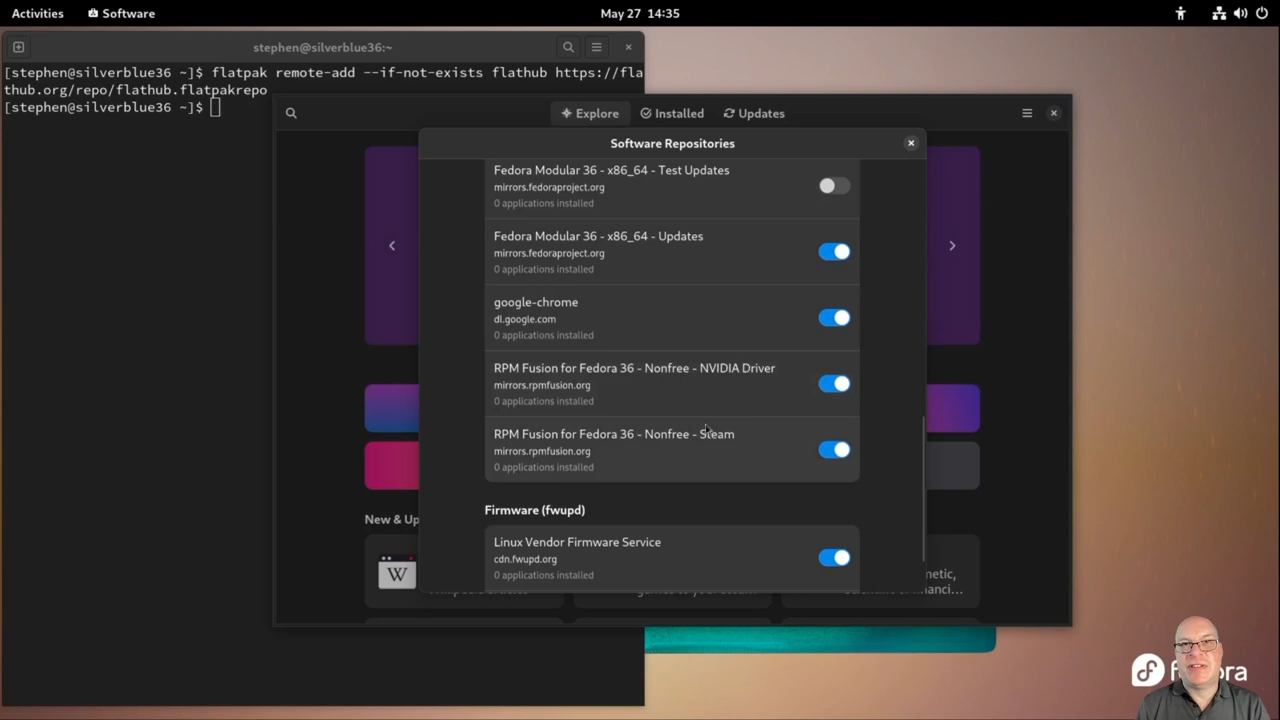 Activities
Software
May 27 14:35
stephen@silverblue36:~
[stephen@silverblue36 ~]$ flatpak remote-add --if-not-exists flathub https://fla
thub.org/repo/flathub.flatpakrepo
[stephen@silverblue36 ~]$
Explore
Installed
Updates
Software Repositories
Fedora Modular 36 - x86_64 - Test Updates
mirrors.fedoraproject.org
0 applications installed
Fedora Modular 36 - x86_64 - Updates
mirrors.fedoraproject.org
0 applications installed
google-chrome
dl.google.com
0 applications installed
RPM Fusion for Fedora 36 - Nonfree - NVIDIA Driver
mirrors.rpmfusion.org
0 applications installed
RPM Fusion for Fedora 36 - Nonfree - Steam
mirrors.rpmfusion.org
0 applications installed
Firmware (fwupd)
Linux Vendor Firmware Service
cdn.fwupd.org
0 applications installed
New & Up
W
netic,